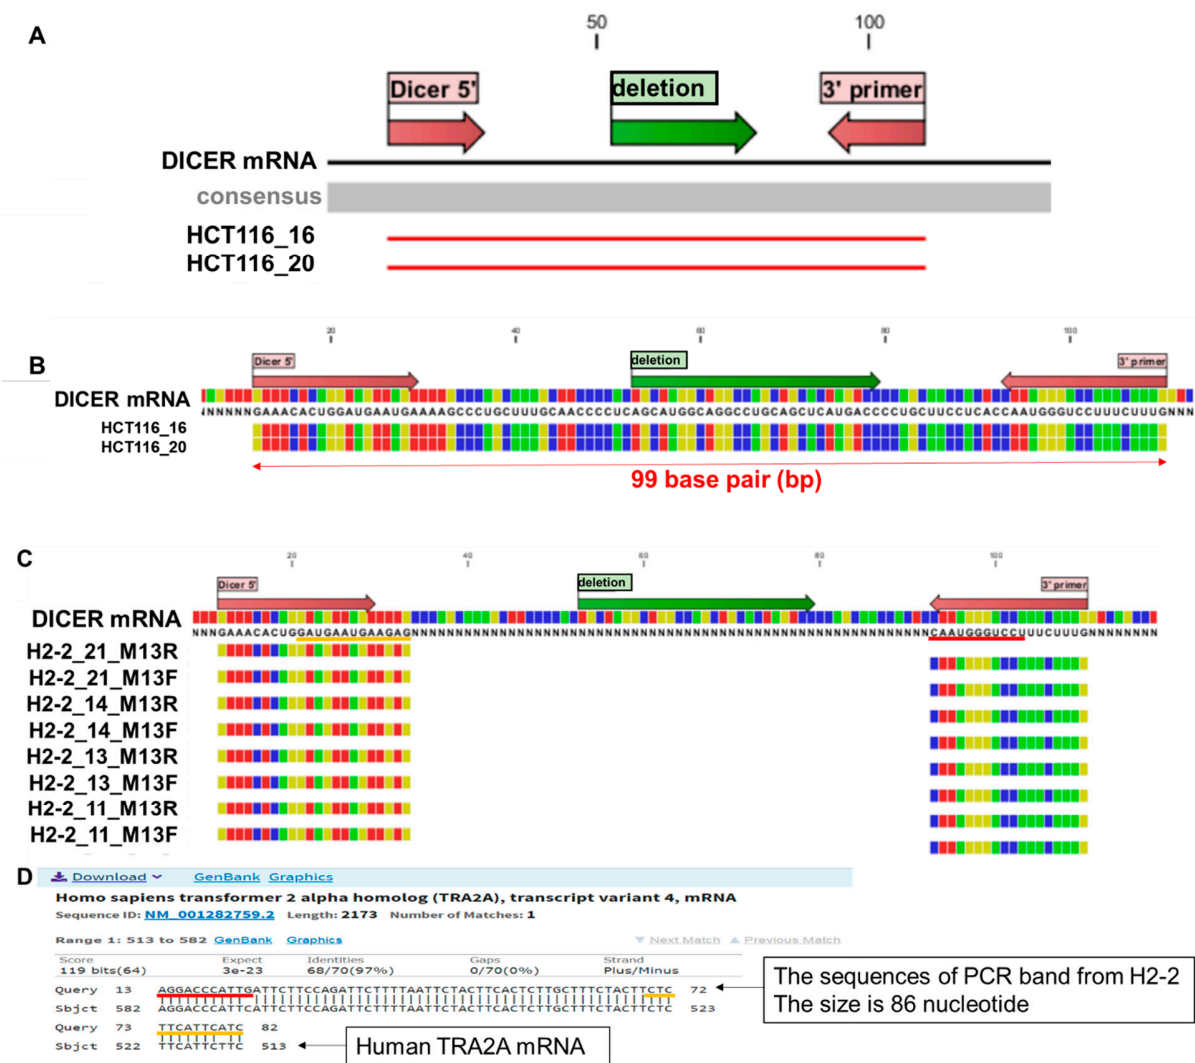 A
50
100
Dicer 5'
deletion
3' primer
DICER mRNA
consensus
HCT116_16
HCT116_20
B
20
40
60
80
100
Dicer 5'
deletion
3' primer
DICER mRNA
NNNNNGAAACACUGGAUGAAUGAAAAGCCCUGCUUUGCAACCCCUCAGCAUGGCAGGCCUGCAGCUCAUGACCCCUGCUUCCUCACCAAUGGGUCCUUUCUUUGNNN
HCT116_16
HCT116_20
99 base pair (bp)
C
20
40
60
80
100
Dicer 5'
deletion
3' primer
DICER mRNA
NNNGAAACACUGGAUGAAUGAAGAGNNNNNNNNNNNNNNNNNNNNNNNNNNNNNNNNNNNNNNNNNNNNNNNNNNNNNNNNNNNCAAUGGGUCCUUUCUUUGNNNNNNNN
H2-2_21_M13R
H2-2_21_M13F
H2-2_14_M13R
H2-2_14_M13F
H2-2_13_M13R
H2-2_13_M13F
H2-2_11_M13R
H2-2_11_M13F
D
Download GenBank Graphics
Homo sapiens transformer 2 alpha homolog (TRA2A), transcript variant 4, mRNA
Sequence ID: NM_001282759.2 Length: 2173 Number of Matches: 1
Range 1: 513 to 582 GenBank Graphics Next Match Previous Match
Score Expect Identities Gaps Strand
119 bits(64) 3e-23 68/70(97%) 0/70(0%) Plus/Minus
Query 13 AGGACCCATTGATTCTTCCAGATTCTTTTAATTCTACTTCACTCTTGCTTTCTACTTCTC 72
Sbjct 582 AGGACCCATTCATTCTTCCAGATTCTTTTAATTCTACTTCACTCTTGCTTTCTACTTCTC 523
Query 73 TTCATTCATC 82
Sbjct 522 TTCATTCTTC 513
The sequences of PCR band from H2-2
The size is 86 nucleotide
Human TRA2A mRNA